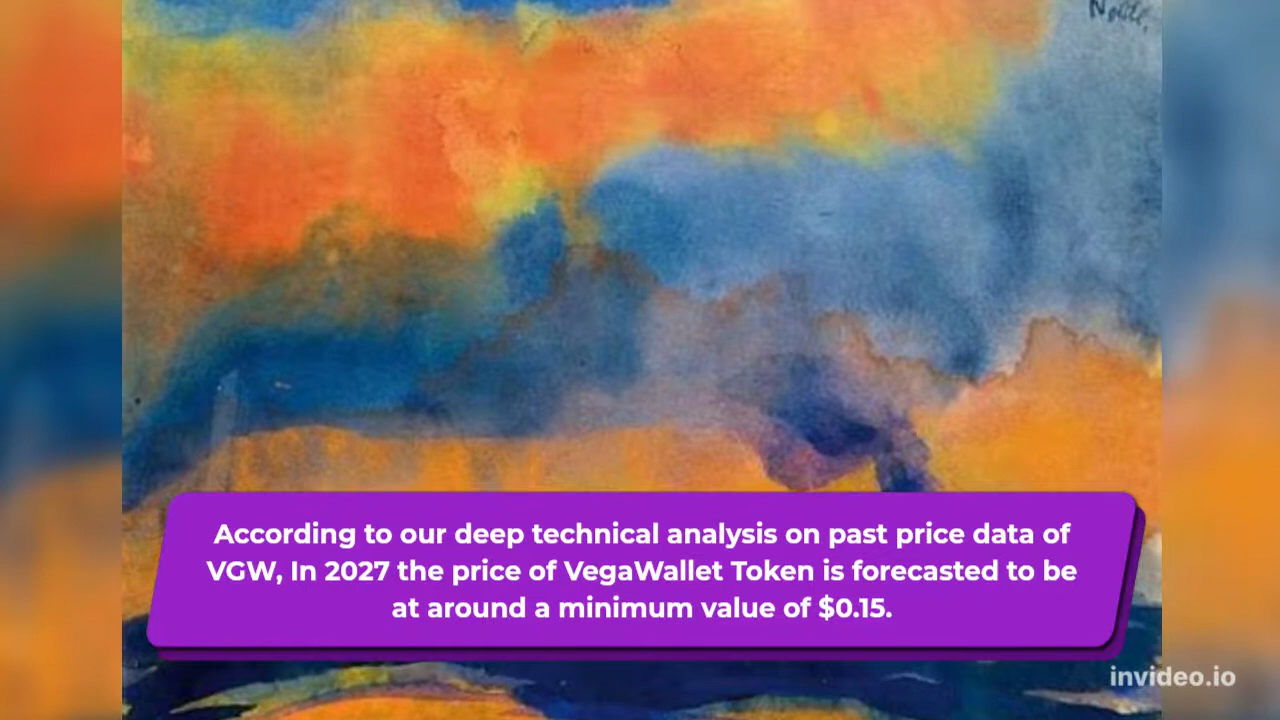 Nolde.
According to our deep technical analysis on past price data of
VGW, In 2027 the price of VegaWallet Token is forecasted to be
at around a minimum value of $0.15.
invideo.io